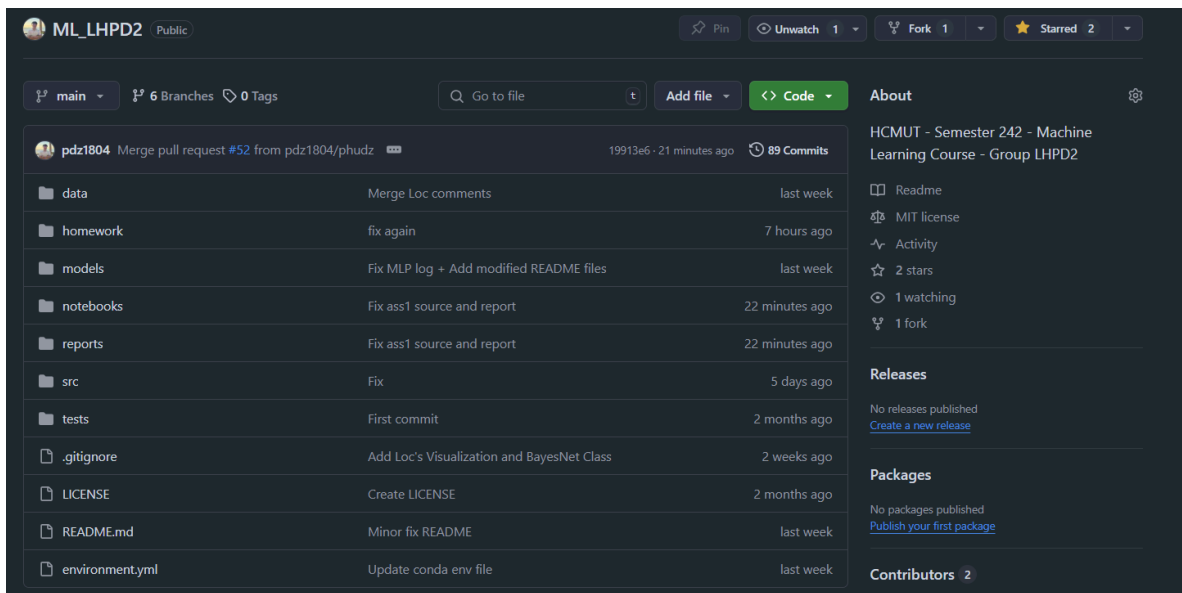 ML_LHPD2 Public Pin Unwatch 1 Fork 1 Starred 2
main 6 Branches 0 Tags Go to file t Add file Code
pdz1804 Merge pull request #52 from pdz1804/phudz 19913e6 · 21 minutes ago 89 Commits
data Merge Loc comments last week
homework fix again 7 hours ago
models Fix MLP log + Add modified README files last week
notebooks Fix ass1 source and report 22 minutes ago
reports Fix ass1 source and report 22 minutes ago
src Fix 5 days ago
tests First commit 2 months ago
.gitignore Add Loc's Visualization and BayesNet Class 2 weeks ago
LICENSE Create LICENSE 2 months ago
README.md Minor fix README last week
environment.yml Update conda env file last week
About
HCMUT - Semester 242 - Machine
Learning Course - Group LHPD2
Readme
MIT license
Activity
2 stars
1 watching
1 fork
Releases
No releases published
Create a new release
Packages
No packages published
Publish your first package
Contributors 2